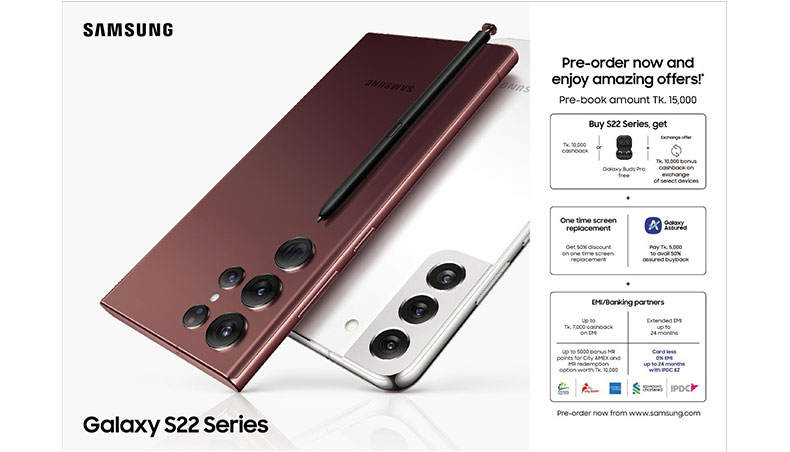 SAMSUNG
SAMSUNG
Galaxy S22 Series
Pre-order now and
enjoy amazing offers!*
Pre-book amount Tk. 15,000
Buy S22 Series, get
Tk. 10,000
cashback
or
Galaxy Buds Pro
free
+
Exchange offer
Tk. 10,000 bonus
cashback on
exchange
of select devices
+
One time screen
replacement
Get 50% discount
on one time screen
replacement
Galaxy
Assured
Pay Tk. 5,000
to avail 50%
assured buyback
+
EMI/Banking partners
Up to
Tk. 7,000 cashback
on EMI
Extended EMI
up to
24 months
Up to 5000 bonus MR
points for City AMEX and
MR redemption
option worth Tk. 10,000
Card less
0% EMI
up to 24 months
with IPDC EZ
standard
chartered
IPDC
Pre-order now from www.samsung.com